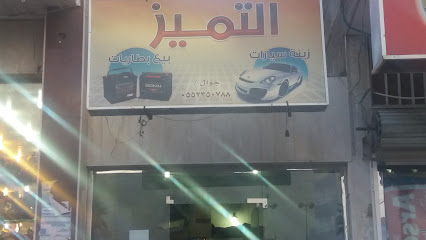 التميز
زينة سيارات
بيع بطاريات
جوال
٠٥٥٢٣٥٠٧٨٨